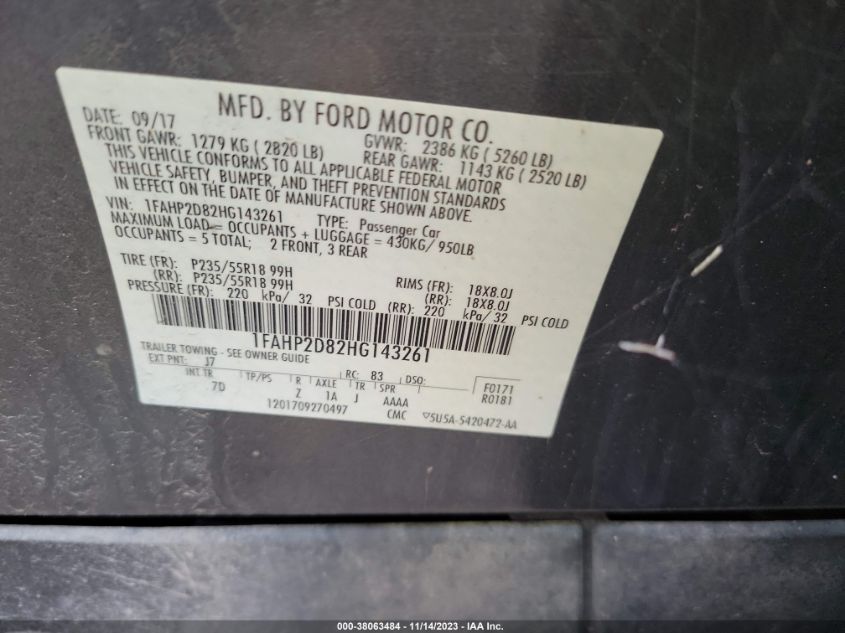 MFD. BY FORD MOTOR CO.
DATE: 09/17 GVWR: 2386 KG ( 5260 LB)
FRONT GAWR: 1279 KG ( 2820 LB) REAR GAWR: 1143 KG ( 2520 LB)
THIS VEHICLE CONFORMS TO ALL APPLICABLE FEDERAL MOTOR
VEHICLE SAFETY, BUMPER, AND THEFT PREVENTION STANDARDS
IN EFFECT ON THE DATE OF MANUFACTURE SHOWN ABOVE.
VIN: 1FAHP2D82HG143261 TYPE: Passenger Car
MAXIMUM LOAD= OCCUPANTS + LUGGAGE = 430KG/ 950LB
OCCUPANTS = 5 TOTAL; 2 FRONT, 3 REAR
TIRE (FR): P235/55R18 99H RIMS (FR): 18X8.0J
(RR): P235/55R18 99H (RR): 18X8.0J
PRESSURE (FR): 220 kPa/ 32 PSI COLD (RR): 220 kPa/ 32 PSI COLD
1FAHP2D82HG143261
TRAILER TOWING - SEE OWNER GUIDE
EXT PNT: J7 RC: 83 DSO: F0171
INT TR TP/PS R AXLE TR SPR R0181
7D Z 1A J AAAA
1201709270497 CMC ▽SU5A-5420472-AA
000-38063484 - 11/14/2023 - IAA Inc.